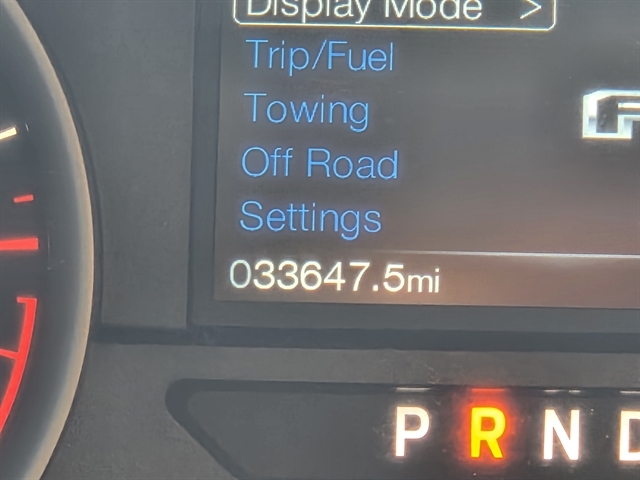 Display Mode >
Trip/Fuel
Towing
Off Road
Settings
033647.5mi
P R N D